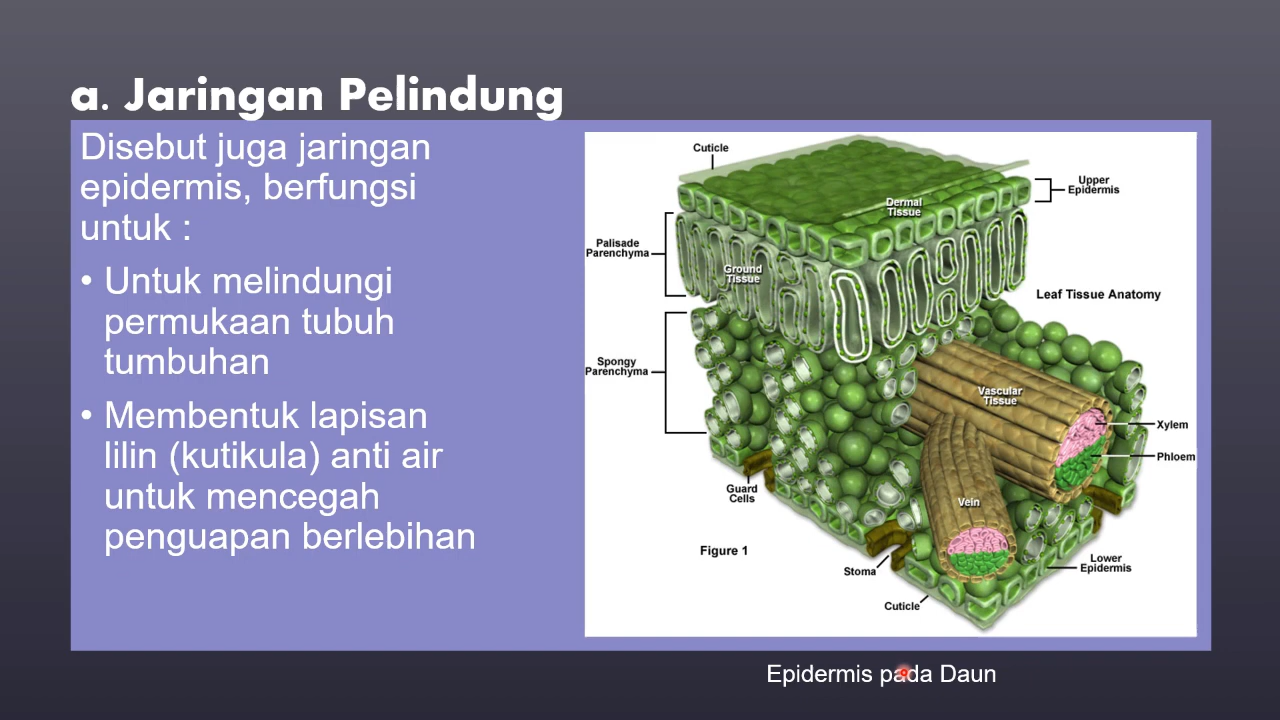 a. Jaringan Pelindung
Disebut juga jaringan
epidermis, berfungsi
untuk :
• Untuk melindungi
permukaan tubuh
tumbuhan
• Membentuk lapisan
lilin (kutikula) anti air
untuk mencegah
penguapan berlebihan
Cuticle
Upper
Epidermis
Dermal
Tissue
Palisade
Parenchyma
Ground
Tissue
Leaf Tissue Anatomy
Spongy
Parenchyma
Vascular
Tissue
Xylem
Phloem
Guard
Cells
Vein
Figure 1
Stoma
Lower
Epidermis
Cuticle
Epidermis pada Daun